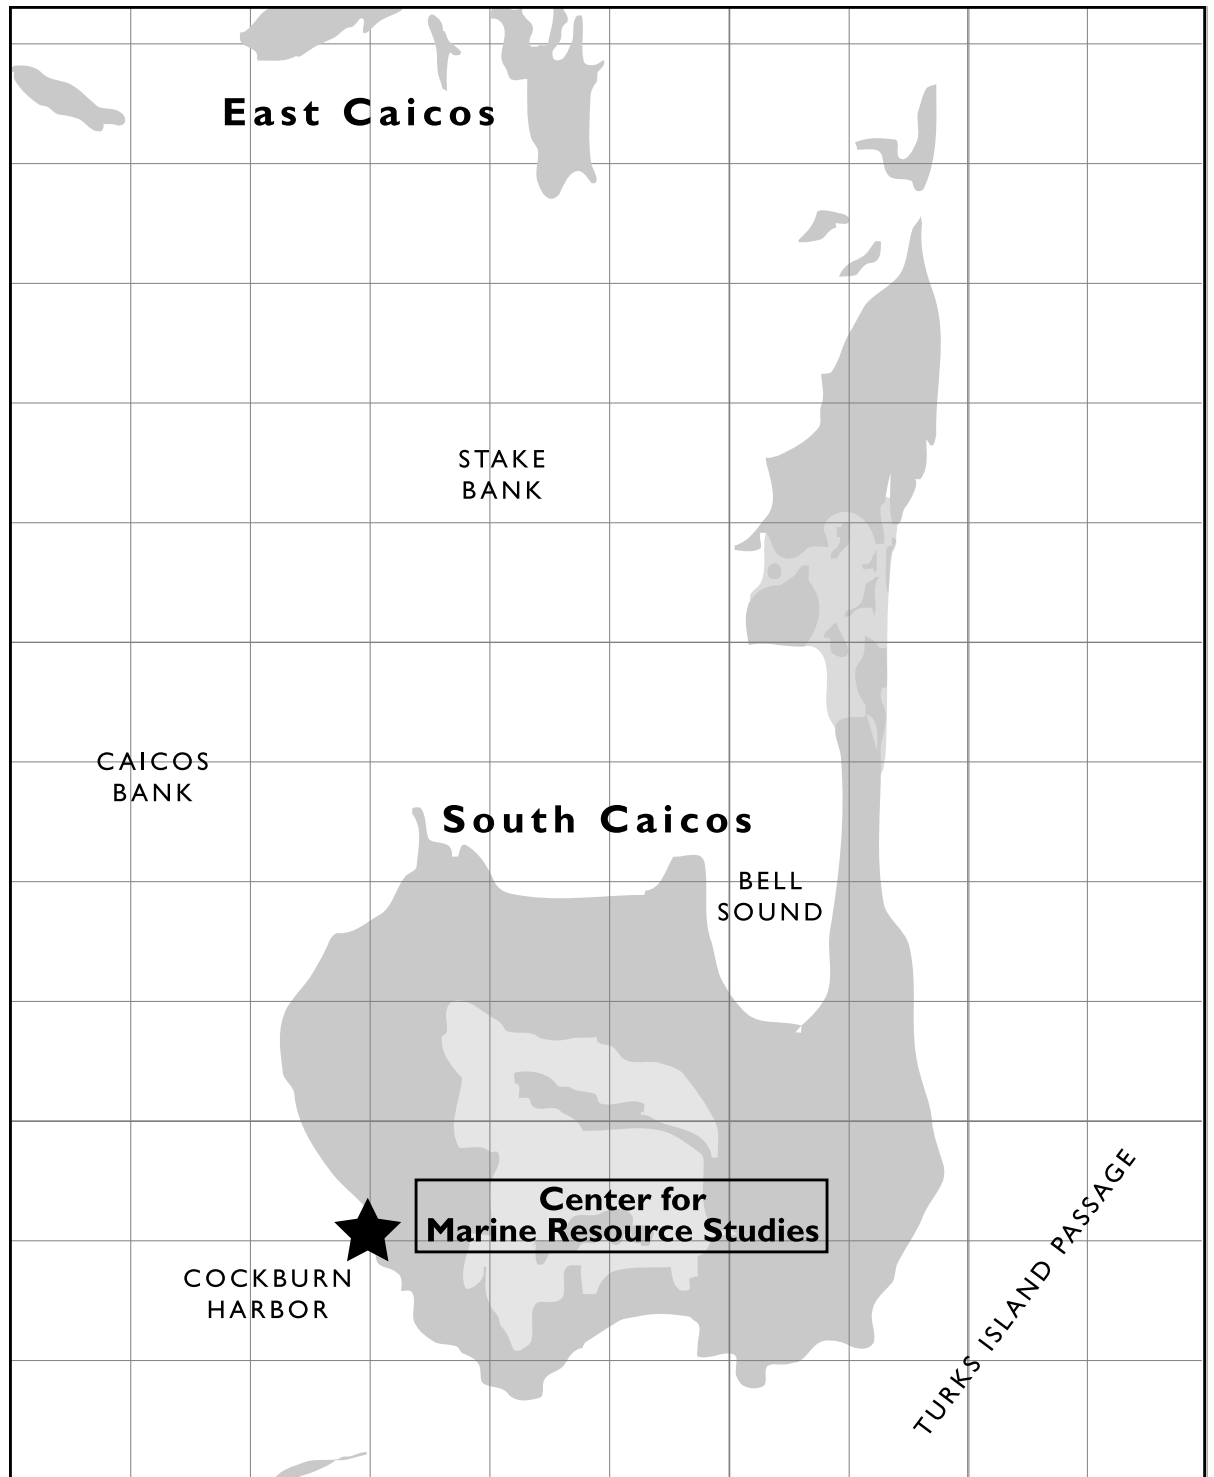 East Caicos
STAKE
BANK
CAICOS
BANK
South Caicos
BELL
SOUND
Center for
Marine Resource Studies
COCKBURN
HARBOR
TURKS ISLAND PASSAGE